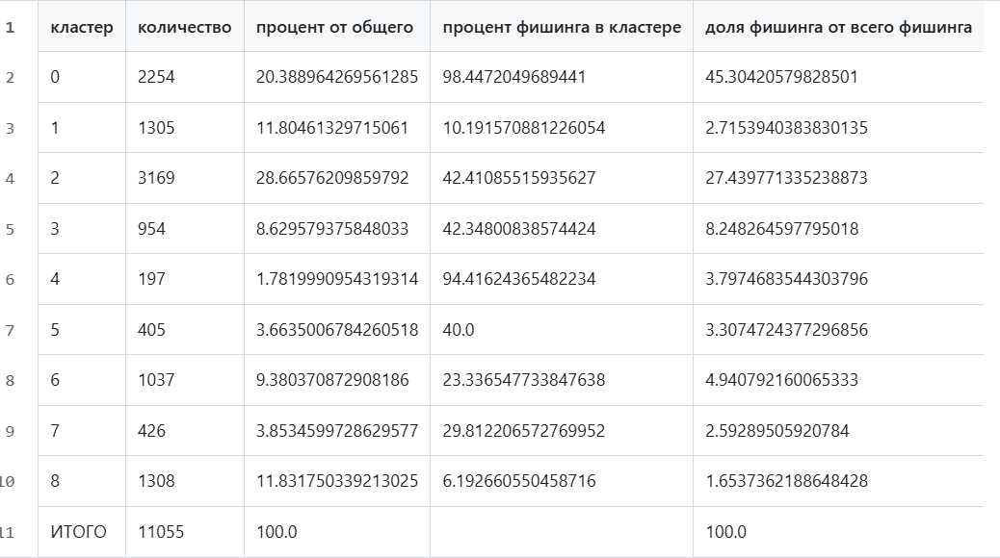 1 кластер количество процент от общего процент фишинга в кластере доля фишинга от всего фишинга
2 0 2254 20.388964269561285 98.4472049689441 45.30420579828501
3 1 1305 11.80461329715061 10.191570881226054 2.7153940383830135
4 2 3169 28.66576209859792 42.41085515935627 27.439771335238873
5 3 954 8.629579375848033 42.34800838574424 8.248264597795018
6 4 197 1.7819990954319314 94.41624365482234 3.7974683544303796
7 5 405 3.6635006784260518 40.0 3.3074724377296856
8 6 1037 9.380370872908186 23.336547733847638 4.940792160065333
9 7 426 3.8534599728629577 29.812206572769952 2.59289505920784
10 8 1308 11.831750339213025 6.192660550458716 1.6537362188648428
11 ИТОГО 11055 100.0 100.0